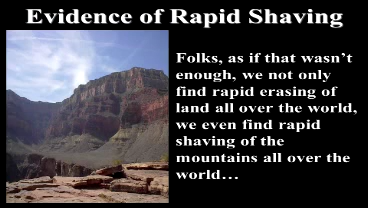 Evidence of Rapid Shaving
Folks, as if that wasn't
enough, we not only
find rapid erasing of
land all over the world,
we even find rapid
shaving of the
mountains all over the
world…